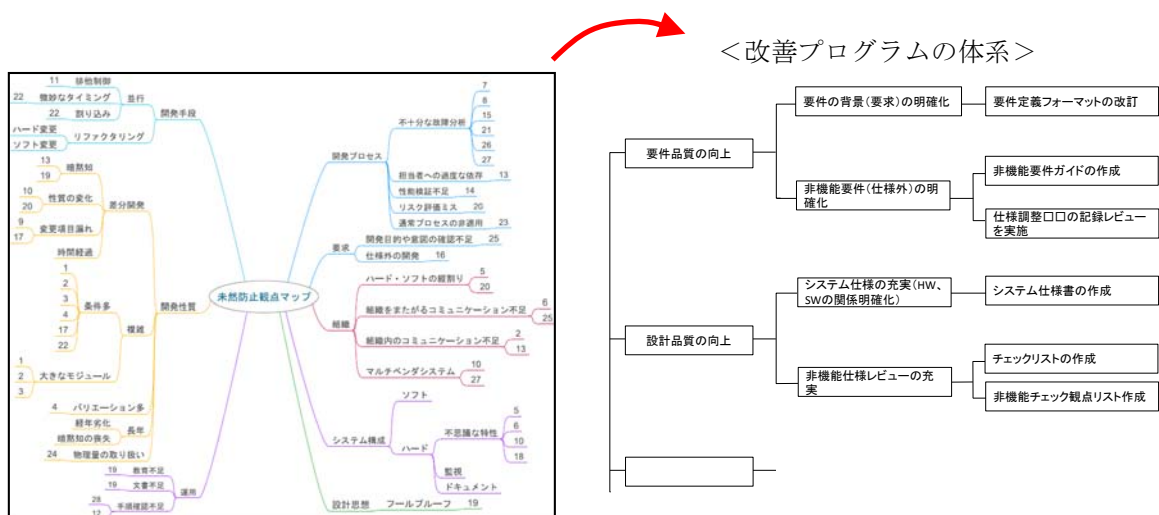 ＜改善プログラムの体系＞
11
排他制御
22
微妙なタイミング
並行
22
割り込み
開発手段
ハード変更
リファクタリング
ソフト変更
13
暗黙知
19
10
性質の変化
20
差分開発
9
変更項目漏れ
17
時間経過
1
2
3
条件多
4
17
22
複雑
開発性質
1
2
大きなモジュール
3
4
バリエーション多
経年劣化
長年
暗黙知の喪失
24
物理量の取り扱い
19
教育不足
19
文書不足
運用
28
手順確認不足
12
未然防止観点マップ
7
8
15
不十分な故障分析
21
26
27
開発プロセス
担当者への過度な依存
13
性能検証不足
14
リスク評価ミス
20
通常プロセスの非適用
23
要求
開発目的や意図の確認不足
25
仕様外の開発
16
ハード・ソフトの縦割り
5
20
組織をまたがるコミュニケーション不足
6
25
組織
組織内のコミュニケーション不足
2
13
マルチベンダシステム
10
27
ソフト
システム構成
ハード
不思議な特性
5
6
10
18
監視
ドキュメント
設計思想
フールプルーフ
19
要件品質の向上
要件の背景（要求）の明確化
要件定義フォーマットの改訂
非機能要件（仕様外）の明
確化
非機能要件ガイドの作成
仕様調整□□の記録レビュー
を実施
設計品質の向上
システム仕様の充実（HW、
SWの関係明確化）
システム仕様書の作成
非機能仕様レビューの充
実
チェックリストの作成
非機能チェック観点リスト作成